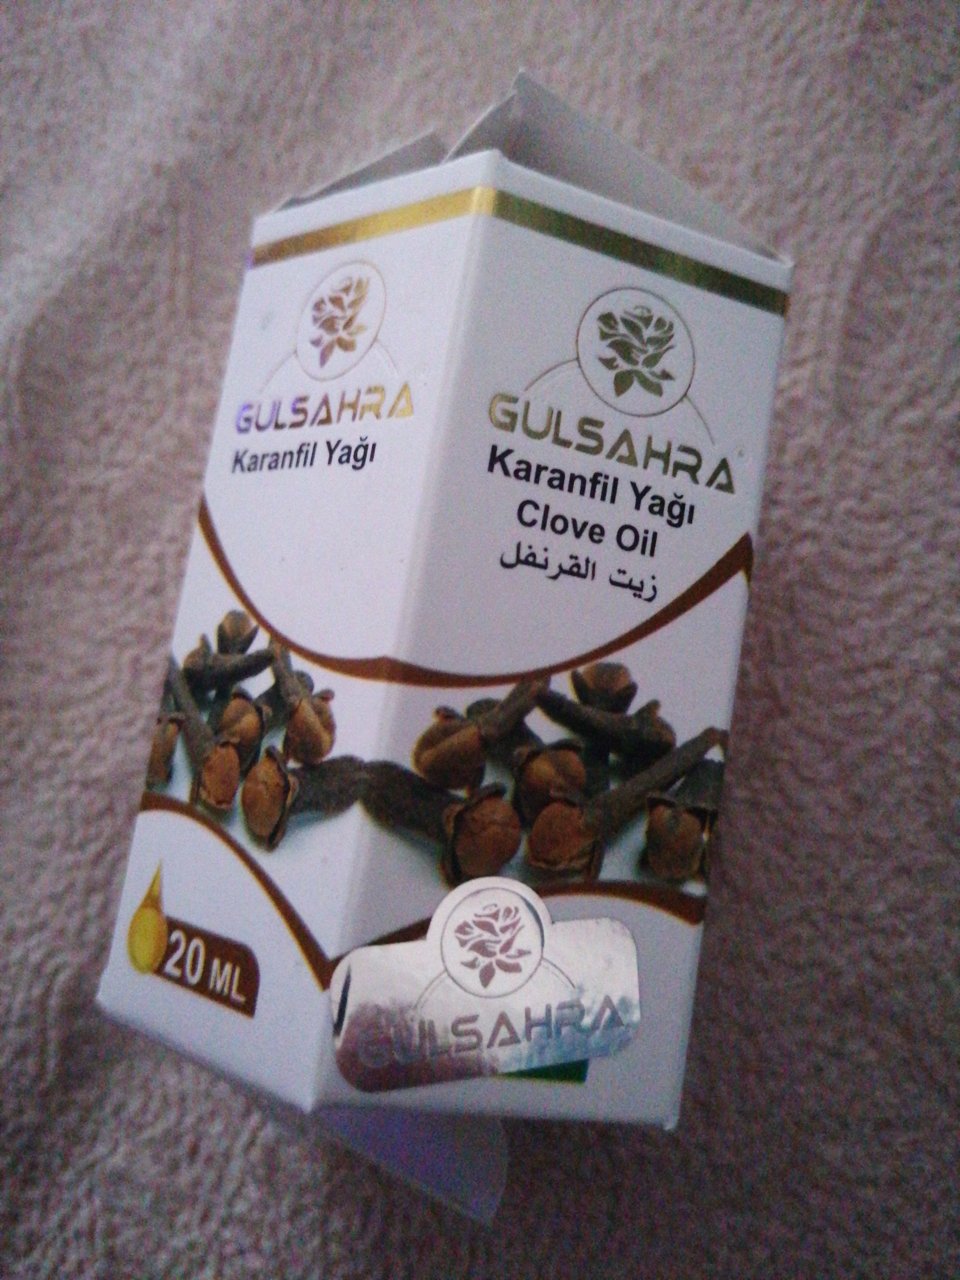 GULSAHRA
Karanfil Yağı
20 ML
GULSAHRA
Karanfil Yağı
Clove Oil
زيت القرنفل
GULSAHRA